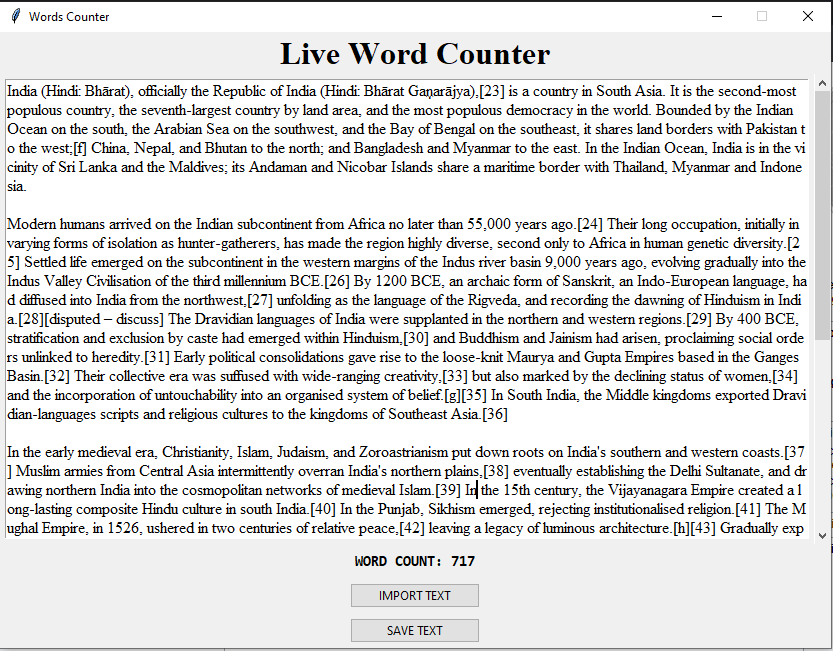 Words Counter
Live Word Counter
India (Hindi: Bhārat), officially the Republic of India (Hindi: Bhārat Gaṇarājya),[23] is a country in South Asia. It is the second-most
populous country, the seventh-largest country by land area, and the most populous democracy in the world. Bounded by the Indian
Ocean on the south, the Arabian Sea on the southwest, and the Bay of Bengal on the southeast, it shares land borders with Pakistan t
o the west;[f] China, Nepal, and Bhutan to the north; and Bangladesh and Myanmar to the east. In the Indian Ocean, India is in the vi
cinity of Sri Lanka and the Maldives; its Andaman and Nicobar Islands share a maritime border with Thailand, Myanmar and Indone
sia.
Modern humans arrived on the Indian subcontinent from Africa no later than 55,000 years ago.[24] Their long occupation, initially in
varying forms of isolation as hunter-gatherers, has made the region highly diverse, second only to Africa in human genetic diversity.[2
5] Settled life emerged on the subcontinent in the western margins of the Indus river basin 9,000 years ago, evolving gradually into the
Indus Valley Civilisation of the third millennium BCE.[26] By 1200 BCE, an archaic form of Sanskrit, an Indo-European language, ha
d diffused into India from the northwest,[27] unfolding as the language of the Rigveda, and recording the dawning of Hinduism in Indi
a.[28][disputed – discuss] The Dravidian languages of India were supplanted in the northern and western regions.[29] By 400 BCE,
stratification and exclusion by caste had emerged within Hinduism,[30] and Buddhism and Jainism had arisen, proclaiming social orde
rs unlinked to heredity.[31] Early political consolidations gave rise to the loose-knit Maurya and Gupta Empires based in the Ganges
Basin.[32] Their collective era was suffused with wide-ranging creativity,[33] but also marked by the declining status of women,[34]
and the incorporation of untouchability into an organised system of belief.[g][35] In South India, the Middle kingdoms exported Dravi
dian-languages scripts and religious cultures to the kingdoms of Southeast Asia.[36]
In the early medieval era, Christianity, Islam, Judaism, and Zoroastrianism put down roots on India's southern and western coasts.[37
] Muslim armies from Central Asia intermittently overran India's northern plains,[38] eventually establishing the Delhi Sultanate, and dr
awing northern India into the cosmopolitan networks of medieval Islam.[39] In the 15th century, the Vijayanagara Empire created a l
ong-lasting composite Hindu culture in south India.[40] In the Punjab, Sikhism emerged, rejecting institutionalised religion.[41] The M
ughal Empire, in 1526, ushered in two centuries of relative peace,[42] leaving a legacy of luminous architecture.[h][43] Gradually exp
WORD COUNT: 717
IMPORT TEXT
SAVE TEXT